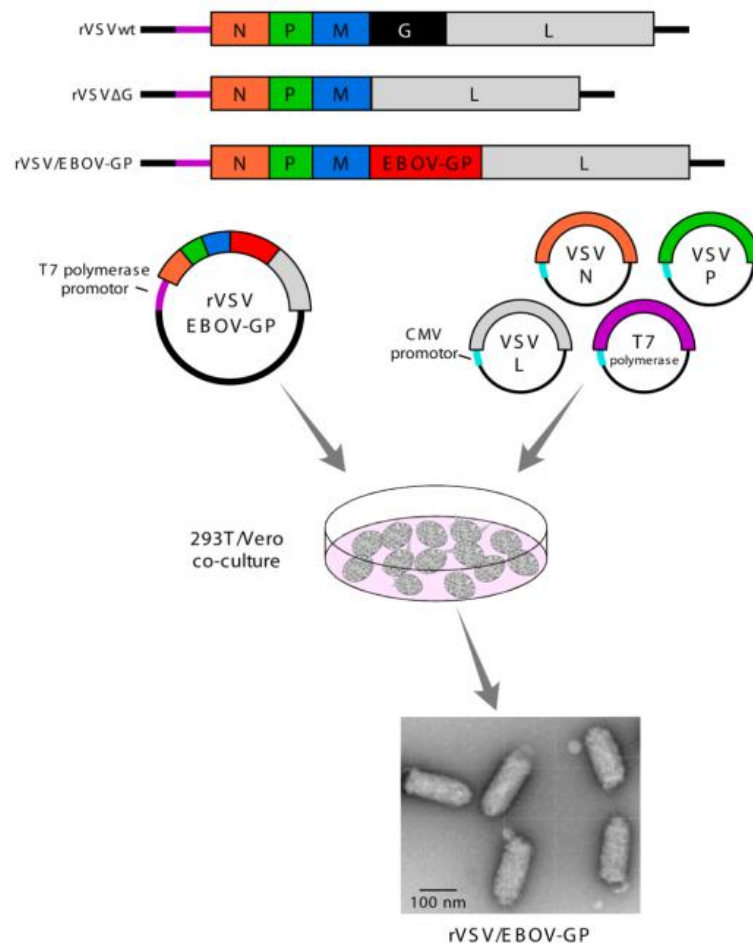 rVSVwt N P M G L
rVSVΔG N P M L
rVSV/EBOV-GP N P M EBOV-GP L
T7 polymerase
promotor
rVSV
EBOV-GP
VSV
N
VSV
P
CMV
promotor
VSV
L
T7
polymerase
293T/Vero
co-culture
100 nm
rVSV/EBOV-GP